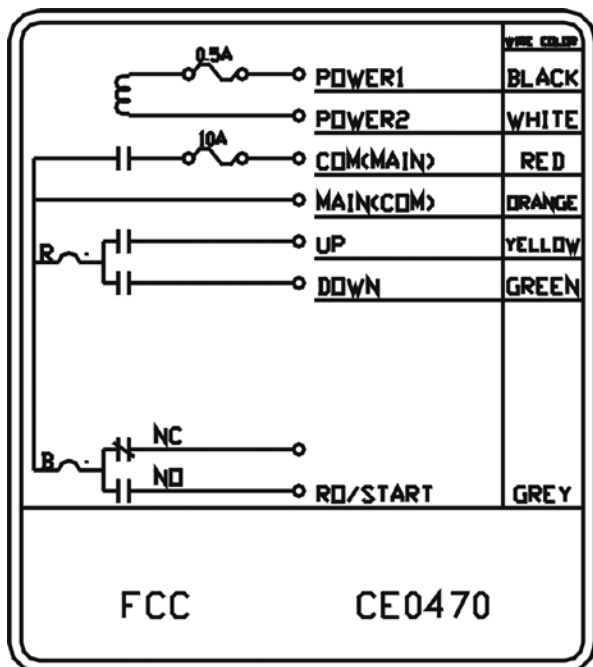 WIRE COLOR
0.5A POWER1 BLACK
POWER2 WHITE
10A COM(MAIN) RED
MAIN(COM) ORANGE
UP YELLOW
R
DOWN GREEN
NC
B
NO RO/START GREY
FCC CE0470